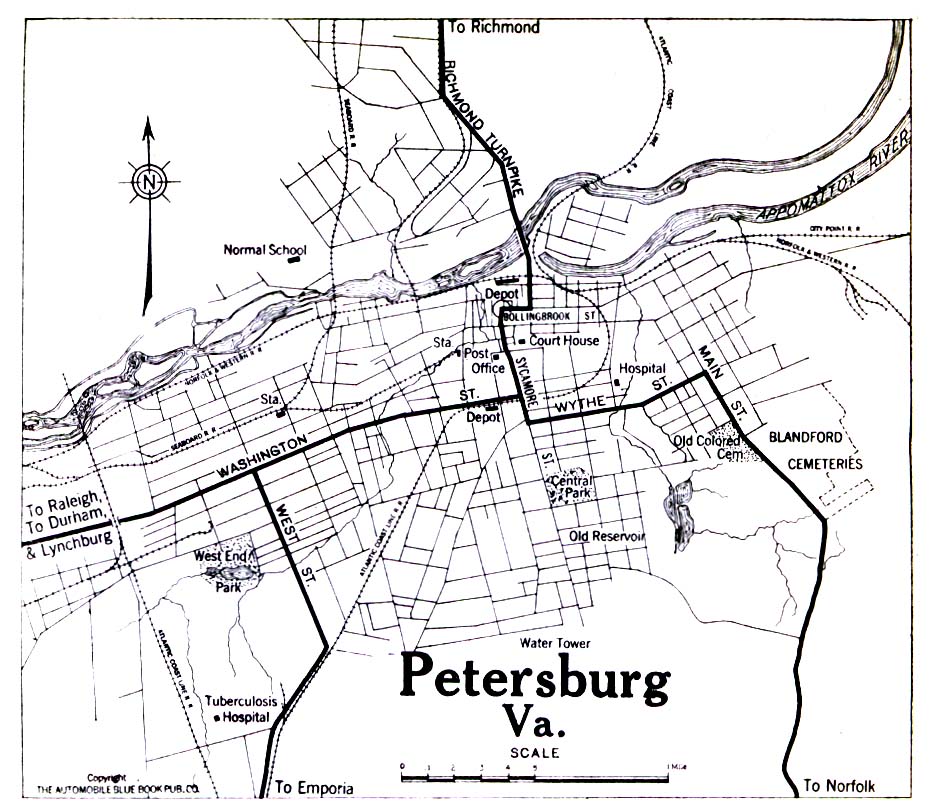 To Richmond
RICHMOND TURNPIKE
SEABOARD R. R.
ATLANTIC COAST LINE R. R.
N
APPOMATTOX RIVER
CITY POINT R. R.
NORFOLK & WESTERN R. R.
Normal School
Depot
BOLLINGBROOK ST
Court House
Sta.
Post
Office
SYCAMORE
ST.
NORFOLK & WESTERN R R
Hospital
MAIN ST.
WYTHE ST.
ST.
Depot
Sta.
SEABOARD R. R.
WASHINGTON
Old Colored
Cem.
BLANDFORD
CEMETERIES
Central
Park
To Raleigh,
To Durham,
& Lynchburg
WEST ST.
ATLANTIC COAST LINE R. R.
Old Reservoir
West End
Park
ATLANTIC COAST LINE R. R.
Water Tower
Petersburg
Va.
SCALE
0 1 2 3 4 5 1 Mile
Tuberculosis
Hospital
Copyright
THE AUTOMOBILE BLUE BOOK PUB. CO.
To Emporia
To Norfolk